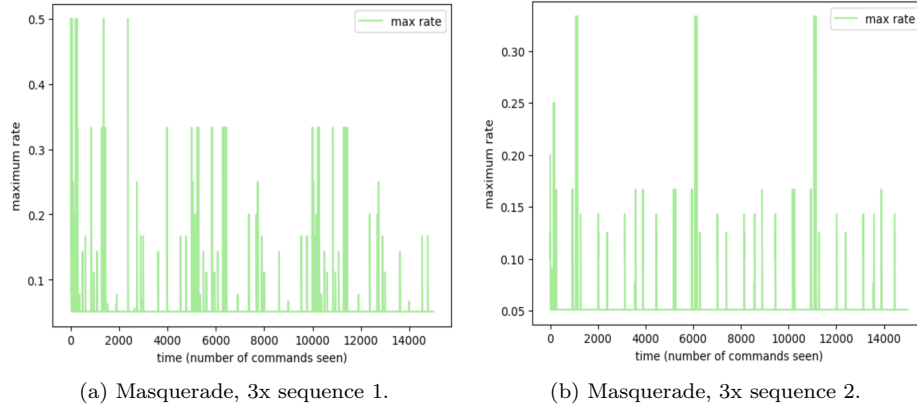 0.5
0.4
0.3
0.2
0.1
maximum rate
max rate
0 2000 4000 6000 8000 10000 12000 14000
time (number of commands seen)
(a) Masquerade, 3x sequence 1.
0.30
0.25
0.20
0.15
0.10
0.05
maximum rate
max rate
0 2000 4000 6000 8000 10000 12000 14000
time (number of commands seen)
(b) Masquerade, 3x sequence 2.